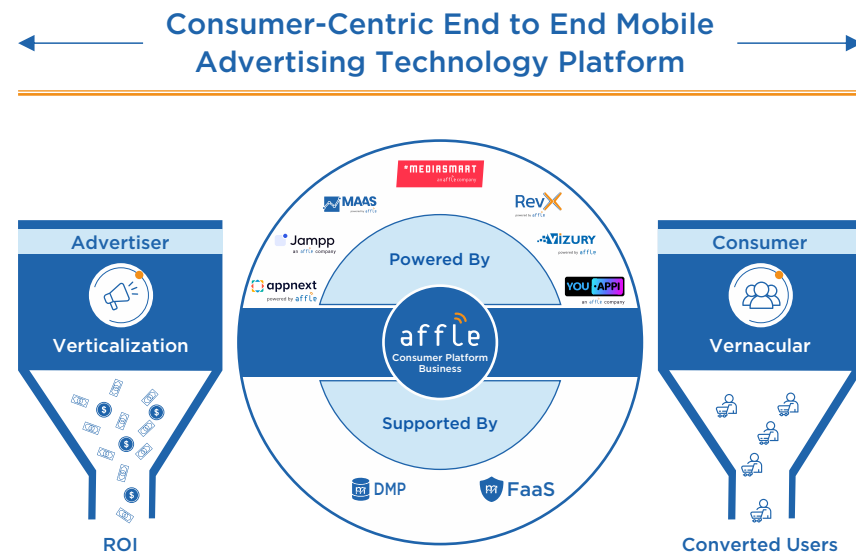 Consumer-Centric End to End Mobile
Advertising Technology Platform
Advertiser
Verticalization
ROI
mEDIASMART
an affle company
MAAS
powered by affle
RevX
powered by affle
Jampp
an affle company
VIZURY
powered by affle
appnext
powered by affle
YOU APPI
an affle company
Powered By
affle
Consumer Platform
Business
Supported By
m DMP
m FaaS
Consumer
Vernacular
Converted Users
$
$
$
$